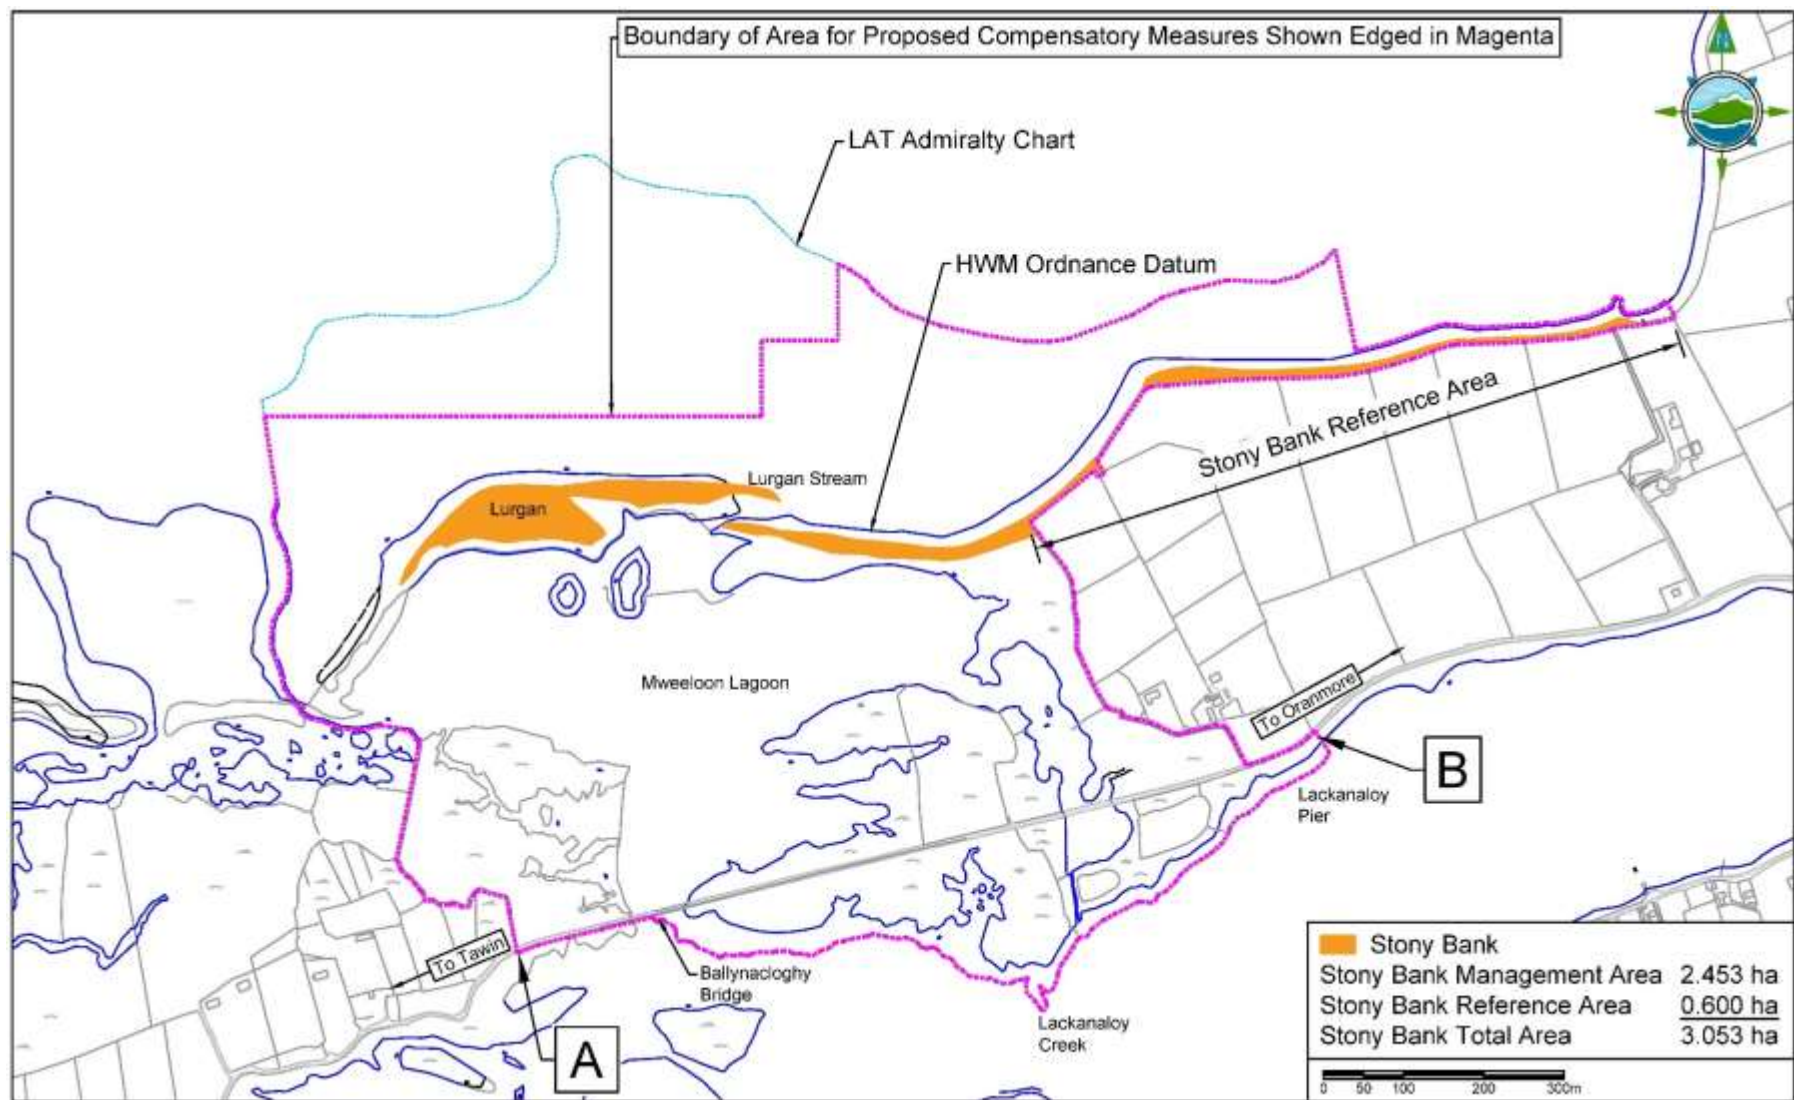 Boundary of Area for Proposed Compensatory Measures Shown Edged in Magenta
N
LAT Admiralty Chart
HWM Ordnance Datum
Stony Bank Reference Area
Lurgan Stream
Lurgan
Mweeloon Lagoon
To Oranmore
B
Lackanaloy
Pier
To Tawin
Ballynacloghy
Bridge
Lackanaloy
Creek
A
Stony Bank
Stony Bank Management Area 2.453 ha
Stony Bank Reference Area 0.600 ha
Stony Bank Total Area 3.053 ha
0 50 100 200 300m